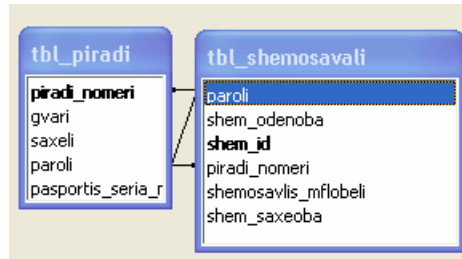 tbl_piradi
piradi_nomeri
gvari
saxeli
paroli
pasportis_seria_r
tbl_shemosavali
paroli
shem_odenoba
shem_id
piradi_nomeri
shemosavlis_mflobeli
shem_saxeoba